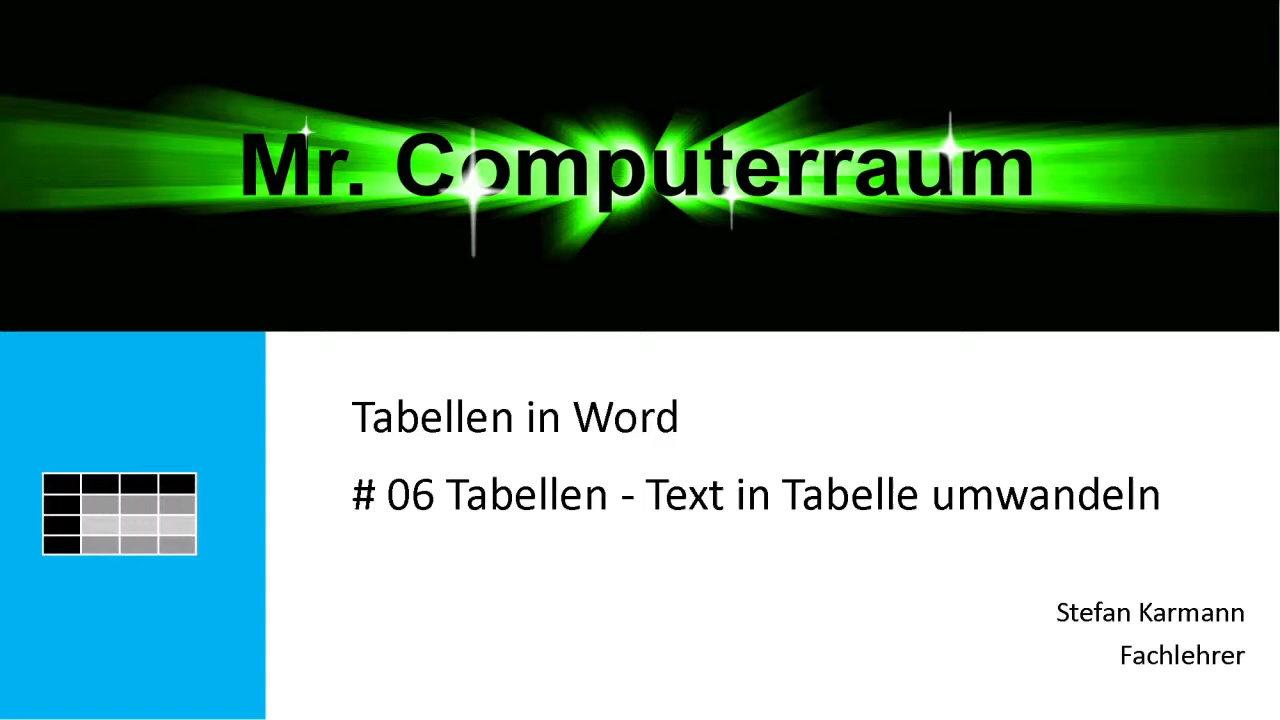 Mr. Computerraum
Tabellen in Word
# 06 Tabellen - Text in Tabelle umwandeln
Stefan Karmann
Fachlehrer